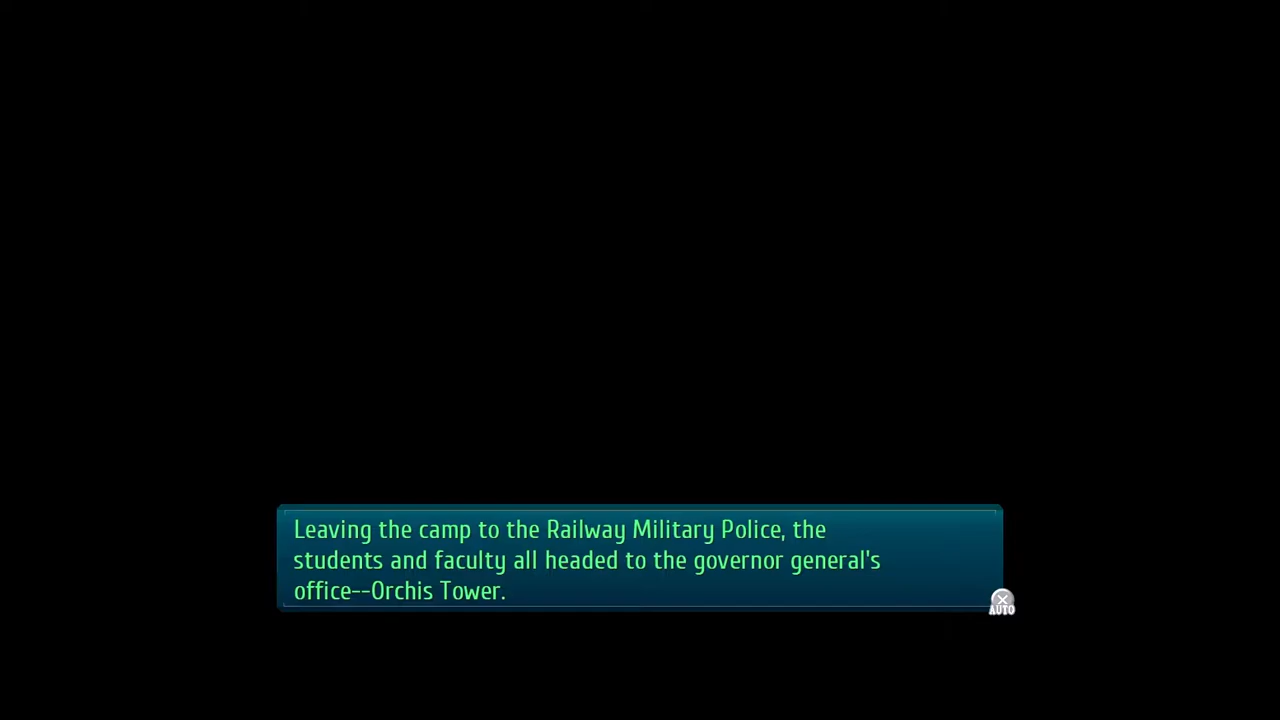 Leaving the camp to the Railway Military Police, the
students and faculty all headed to the governor general's
office--Orchis Tower.
AUTO